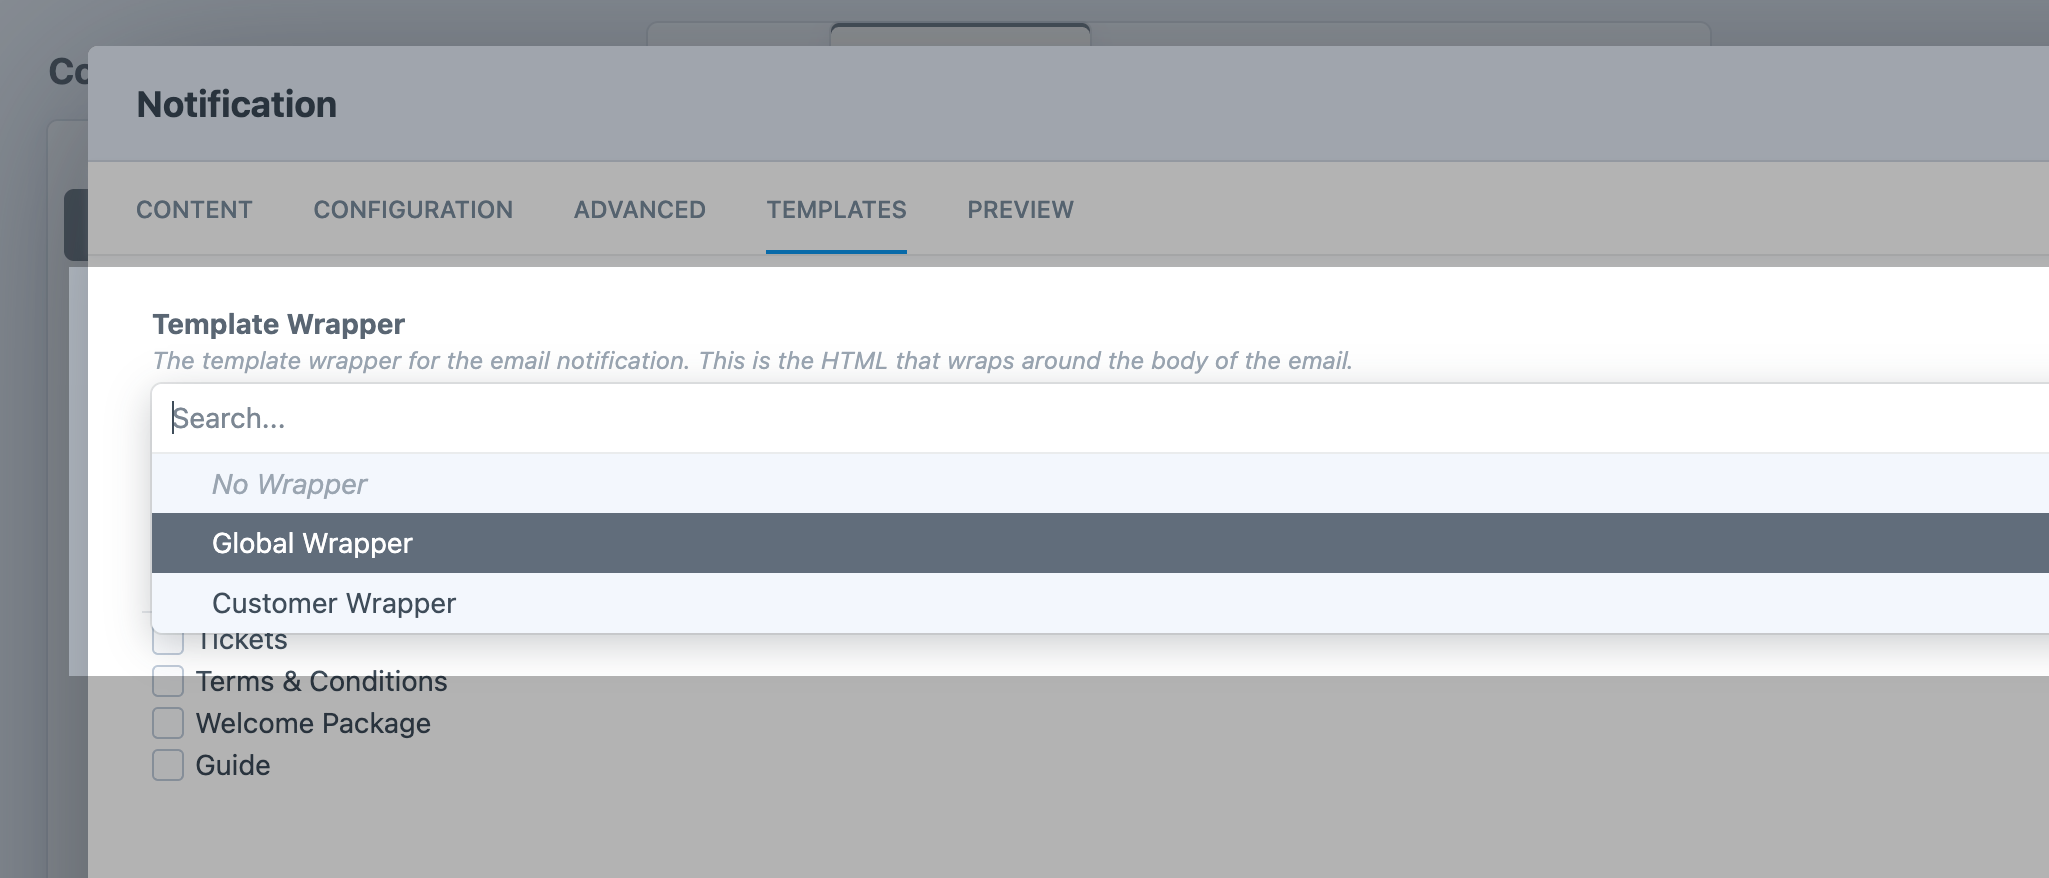 Co
Notification
CONTENT CONFIGURATION ADVANCED TEMPLATES PREVIEW
Template Wrapper
The template wrapper for the email notification. This is the HTML that wraps around the body of the email.
Search...
No Wrapper
Global Wrapper
Customer Wrapper
Tickets
Terms & Conditions
Welcome Package
Guide